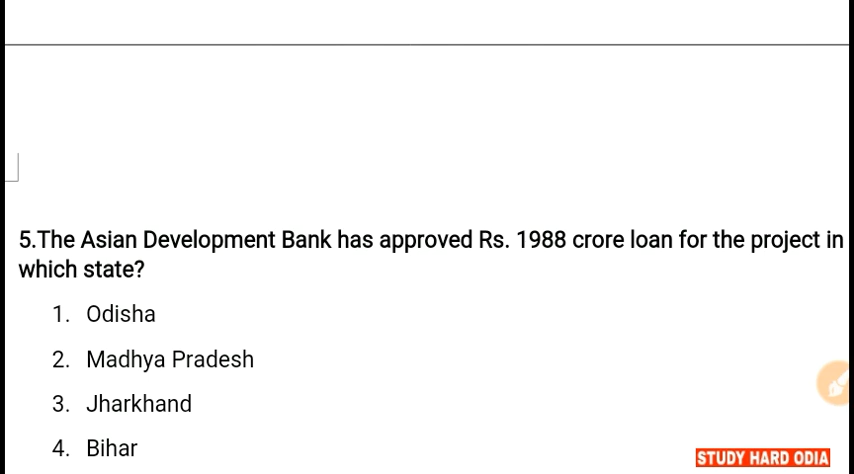 5.The Asian Development Bank has approved Rs. 1988 crore loan for the project in
which state?
1. Odisha
2. Madhya Pradesh
3. Jharkhand
4. Bihar
STUDY HARD ODIA